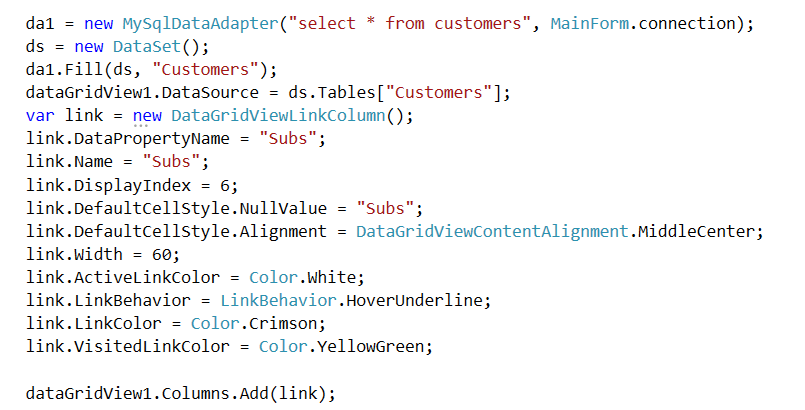 da1 = new MySqlDataAdapter("select * from customers", MainForm.connection);
ds = new DataSet();
da1.Fill(ds, "Customers");
dataGridView1.DataSource = ds.Tables["Customers"];
var link = new DataGridViewLinkColumn();
link.DataPropertyName = "Subs";
link.Name = "Subs";
link.DisplayIndex = 6;
link.DefaultCellStyle.NullValue = "Subs";
link.DefaultCellStyle.Alignment = DataGridViewContentAlignment.MiddleCenter;
link.Width = 60;
link.ActiveLinkColor = Color.White;
link.LinkBehavior = LinkBehavior.HoverUnderline;
link.LinkColor = Color.Crimson;
link.VisitedLinkColor = Color.YellowGreen;
dataGridView1.Columns.Add(link);